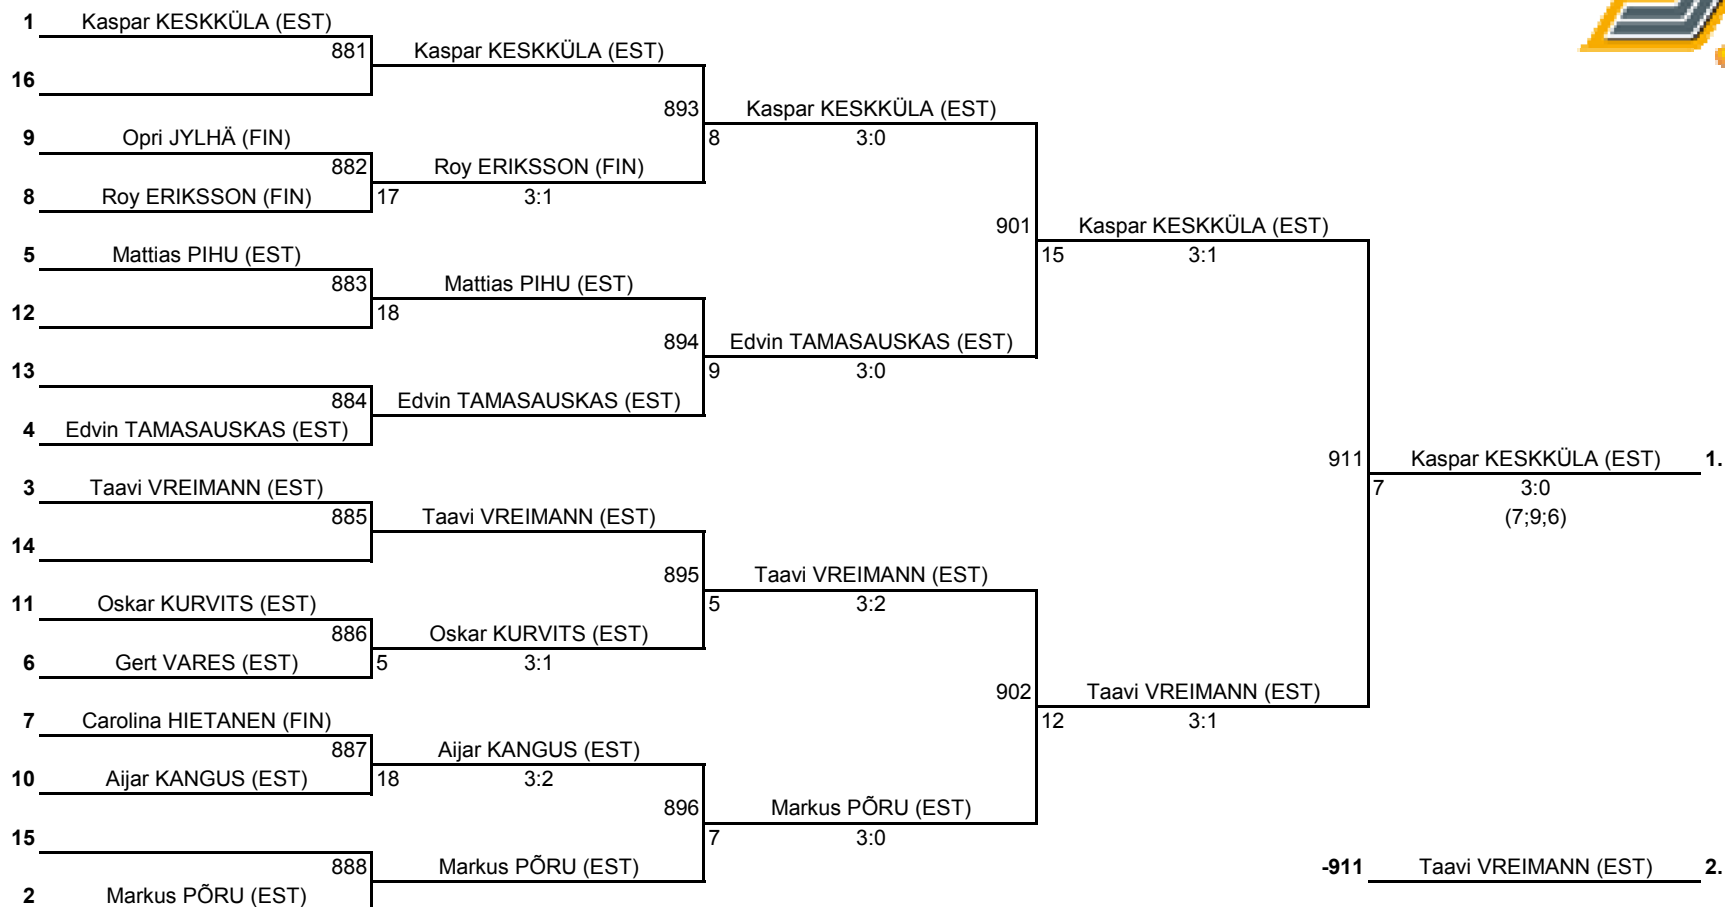 1 Kaspar KESKKÜLA (EST)
881 Kaspar KESKKÜLA (EST)
16
893 Kaspar KESKKÜLA (EST)
9 Opri JYLHÄ (FIN) 8 3:0
882 Roy ERIKSSON (FIN)
8 Roy ERIKSSON (FIN) 17 3:1
901 Kaspar KESKKÜLA (EST)
5 Mattias PIHU (EST) 15 3:1
883 Mattias PIHU (EST)
12 18
894 Edvin TAMASAUSKAS (EST)
13 9 3:0
884 Edvin TAMASAUSKAS (EST)
4 Edvin TAMASAUSKAS (EST)
911 Kaspar KESKKÜLA (EST) 1.
3 Taavi VREIMANN (EST) 7 3:0
885 Taavi VREIMANN (EST) (7;9;6)
14
895 Taavi VREIMANN (EST)
11 Oskar KURVITS (EST) 5 3:2
886 Oskar KURVITS (EST)
6 Gert VARES (EST) 5 3:1
902 Taavi VREIMANN (EST)
7 Carolina HIETANEN (FIN) 12 3:1
887 Aijar KANGUS (EST)
10 Aijar KANGUS (EST) 18 3:2
896 Markus PÕRU (EST)
15 7 3:0
888 Markus PÕRU (EST) -911 Taavi VREIMANN (EST) 2.
2 Markus PÕRU (EST)